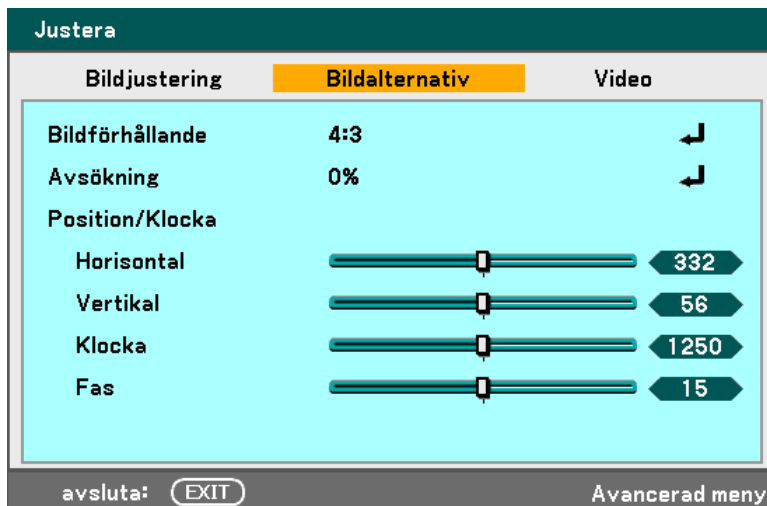 Justera
Bildjustering Bildalternativ Video
Bildförhållande 4:3
Avsökning 0%
Position/Klocka
Horisontal 332
Vertikal 56
Klocka 1250
Fas 15
avsluta: EXIT Avancerad meny